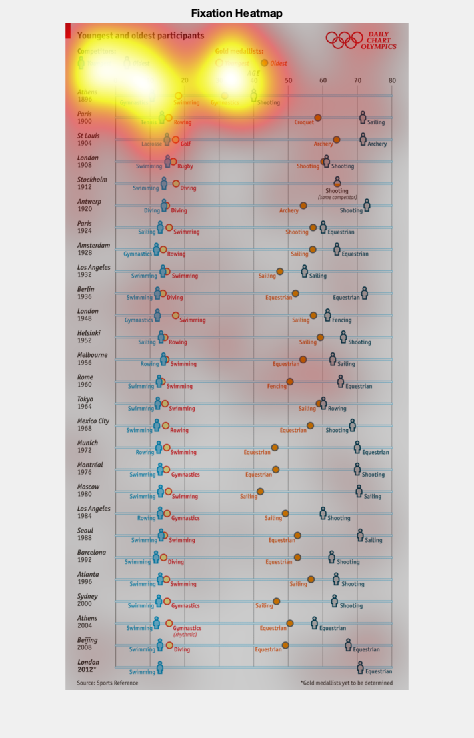 Fixation Heatmap
Youngest and oldest participants
DAILY
CHART
OLYMPICS
Competitors:
Gold medallists:
Oldest
AGE
20 50 60 70 80
Athens
1896
Swimming Shooting
Paris
1900
Rowing Croquet Sailing
St Louis
1904
Golf Archery Archery
London
1908
Swimming Rugby Shooting Shooting
Stockholm
1912
Swimming Diving Shooting
(same competitor)
Antwerp
1920
Diving Diving Archery Shooting
Paris
1924
Sailing Swimming Shooting Equestrian
Amsterdam
1928
Gymnastics Rowing Sailing Equestrian
Los Angeles
1932
Swimming Swimming Sailing Sailing
Berlin
1936
Swimming Diving Equestrian Equestrian
London
1948
Gymnastics Swimming Sailing Fencing
Helsinki
1952
Sailing Rowing Sailing Shooting
Melbourne
1956
Rowing Swimming Equestrian Sailing
Rome
1960
Swimming Swimming Fencing Equestrian
Tokyo
1964
Swimming Swimming Sailing Rowing
Mexico City
1968
Swimming Rowing Equestrian Shooting
Munich
1972
Rowing Swimming Equestrian Equestrian
Montreal
1976
Swimming Gymnastics Equestrian Shooting
Moscow
1980
Swimming Swimming Sailing Sailing
Los Angeles
1984
Rowing Gymnastics Sailing Shooting
Seoul
1988
Swimming Swimming Equestrian Sailing
Barcelona
1992
Swimming Diving Equestrian Shooting
Atlanta
1996
Swimming Swimming Sailing Shooting
Sydney
2000
Swimming Gymnastics Sailing Shooting
Athens
2004
Swimming Gymnastics Equestrian Equestrian
(rhythmic)
Beijing
2008
Swimming Diving Equestrian Equestrian
London
2012*
Swimming Equestrian
Source: Sports Reference *Gold medallists yet to be determined